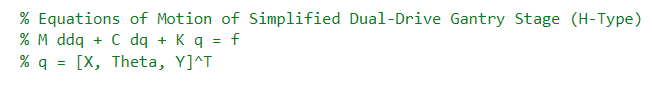 % Equations of Motion of Simplified Dual-Drive Gantry Stage (H-Type)
% M ddq + C dq + K q = f
% q = [X, Theta, Y]^T